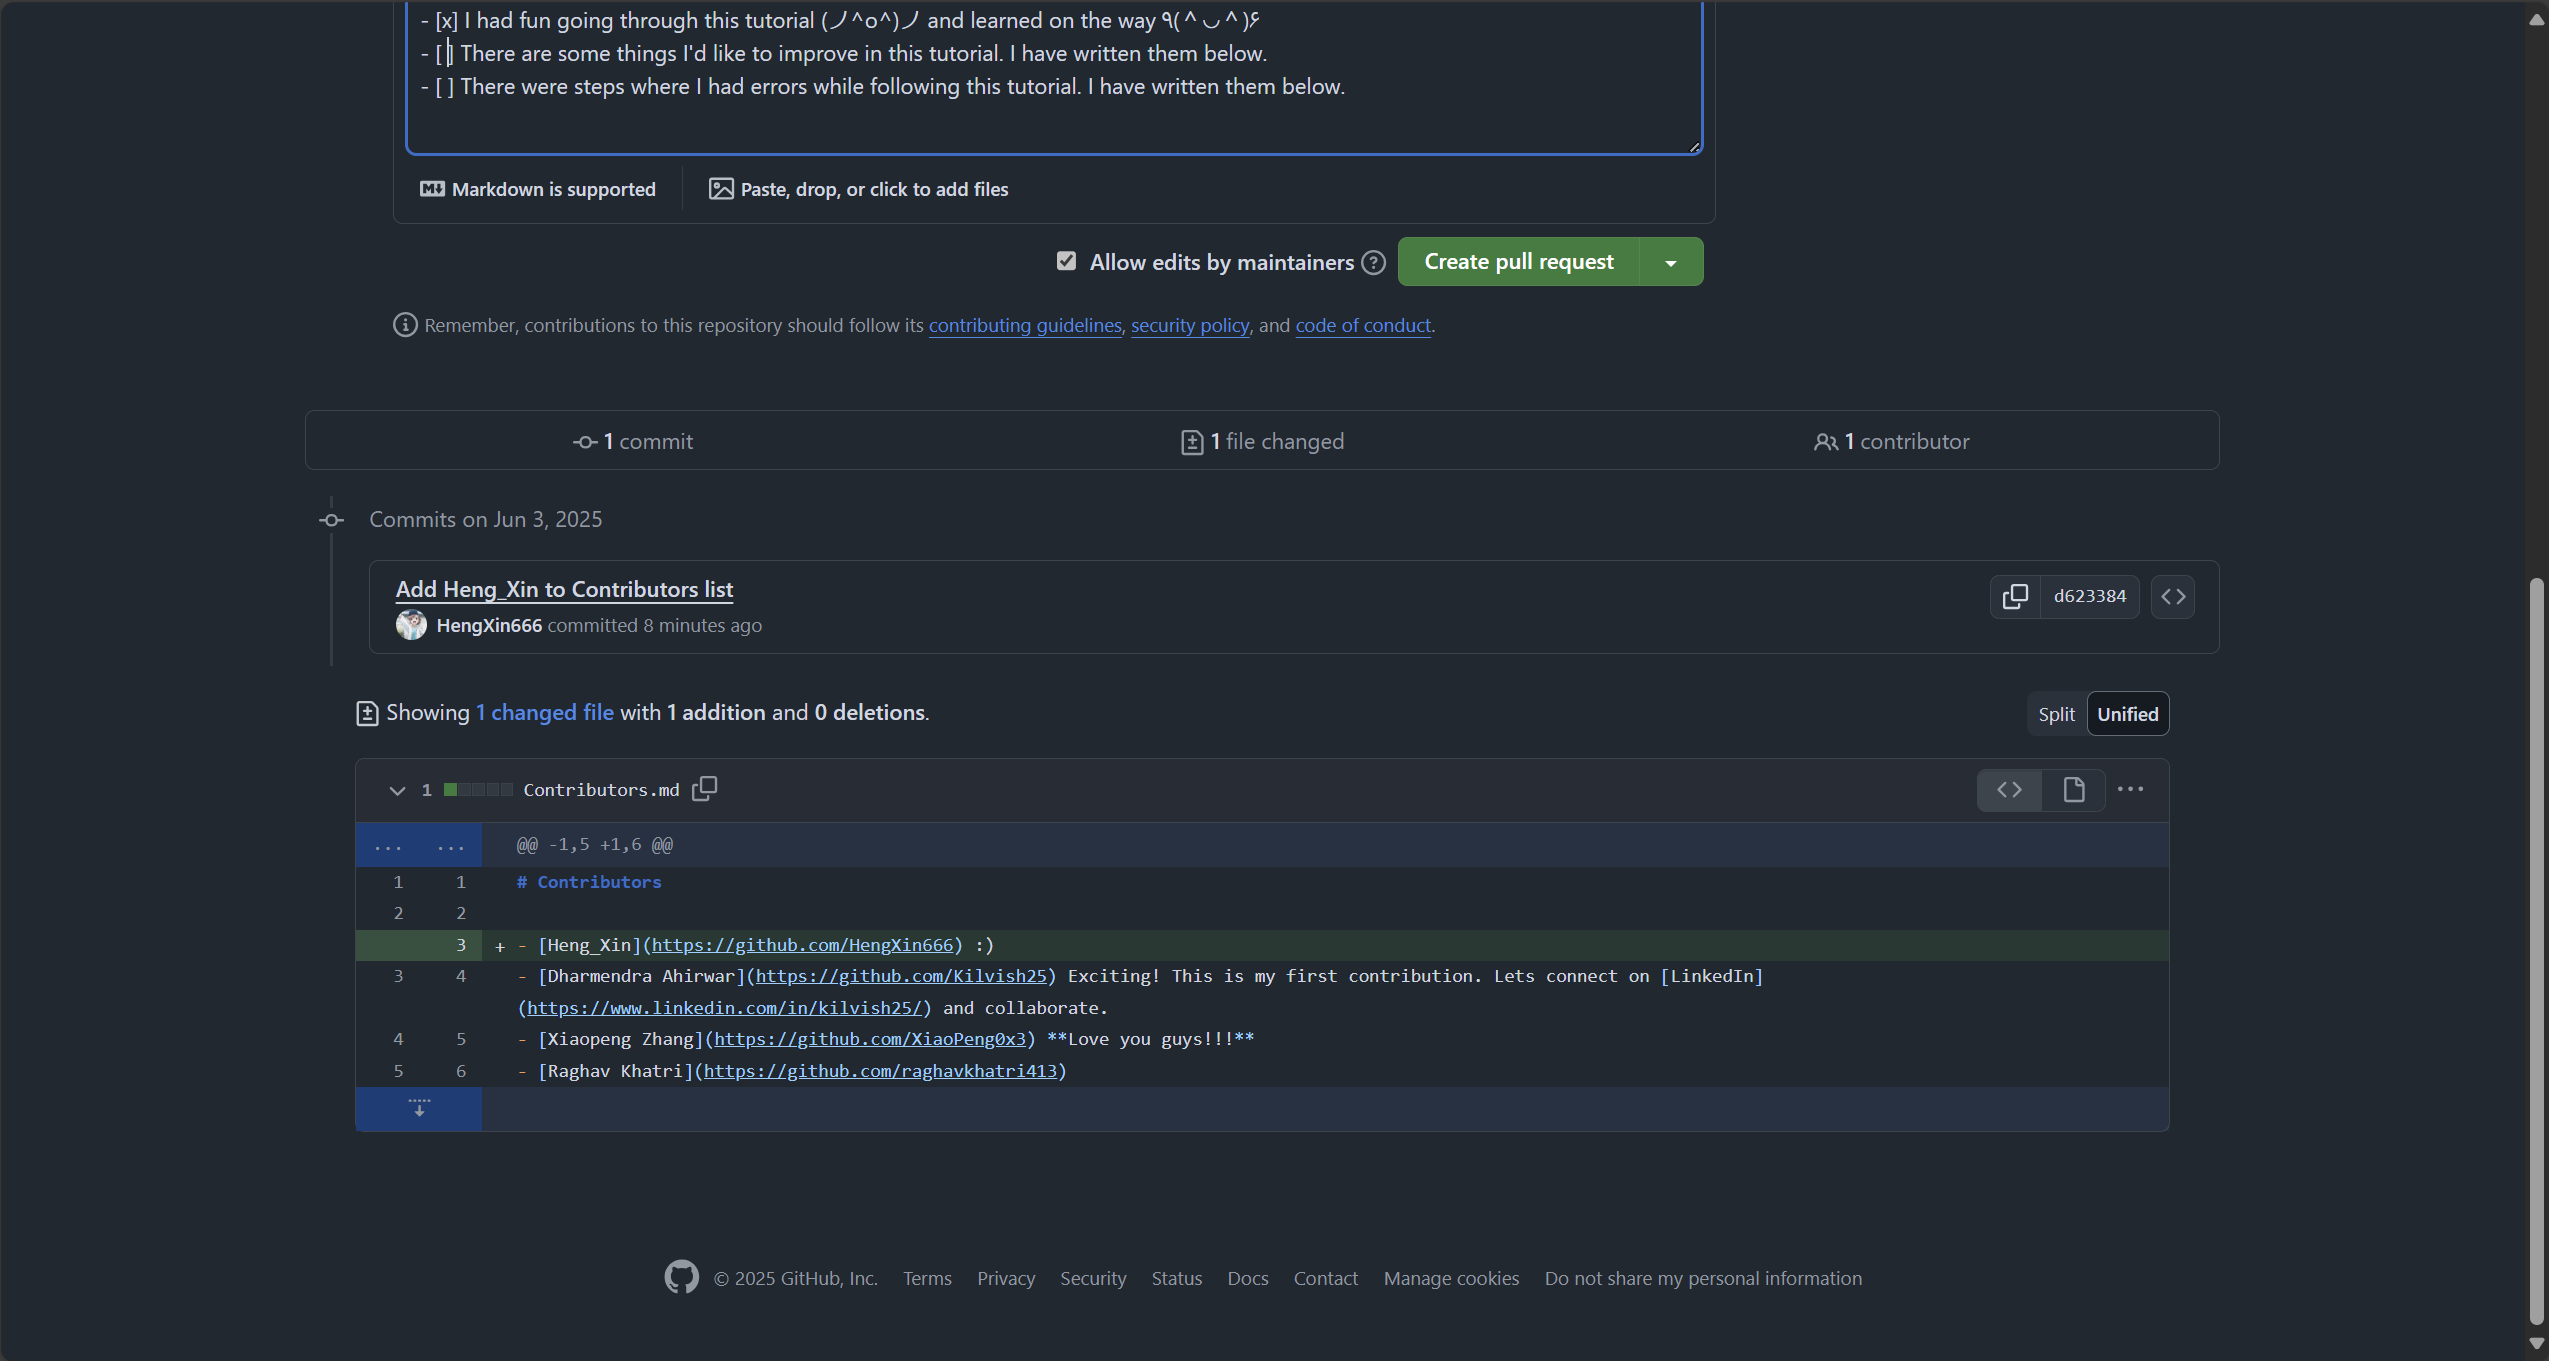 - [x] I had fun going through this tutorial (ノ^o^)ノ and learned on the way ٩(^◡^)۶
- [ ] There are some things I'd like to improve in this tutorial. I have written them below.
- [ ] There were steps where I had errors while following this tutorial. I have written them below.
Markdown is supported
Paste, drop, or click to add files
Allow edits by maintainers
Create pull request
Remember, contributions to this repository should follow its contributing guidelines, security policy, and code of conduct.
1 commit
1 file changed
1 contributor
Commits on Jun 3, 2025
Add Heng_Xin to Contributors list
d623384
HengXin666 committed 8 minutes ago
Showing 1 changed file with 1 addition and 0 deletions.
Split
Unified
1 Contributors.md
... ... @@ -1,5 +1,6 @@
1 1 # Contributors
2 2
3 + - [Heng_Xin](https://github.com/HengXin666) :)
3 4 - [Dharmendra Ahirwar](https://github.com/Kilvish25) Exciting! This is my first contribution. Lets connect on [LinkedIn]
(https://www.linkedin.com/in/kilvish25/) and collaborate.
4 5 - [Xiaopeng Zhang](https://github.com/XiaoPeng0x3) **Love you guys!!!**
5 6 - [Raghav Khatri](https://github.com/raghavkhatri413)
© 2025 GitHub, Inc. Terms Privacy Security Status Docs Contact Manage cookies Do not share my personal information